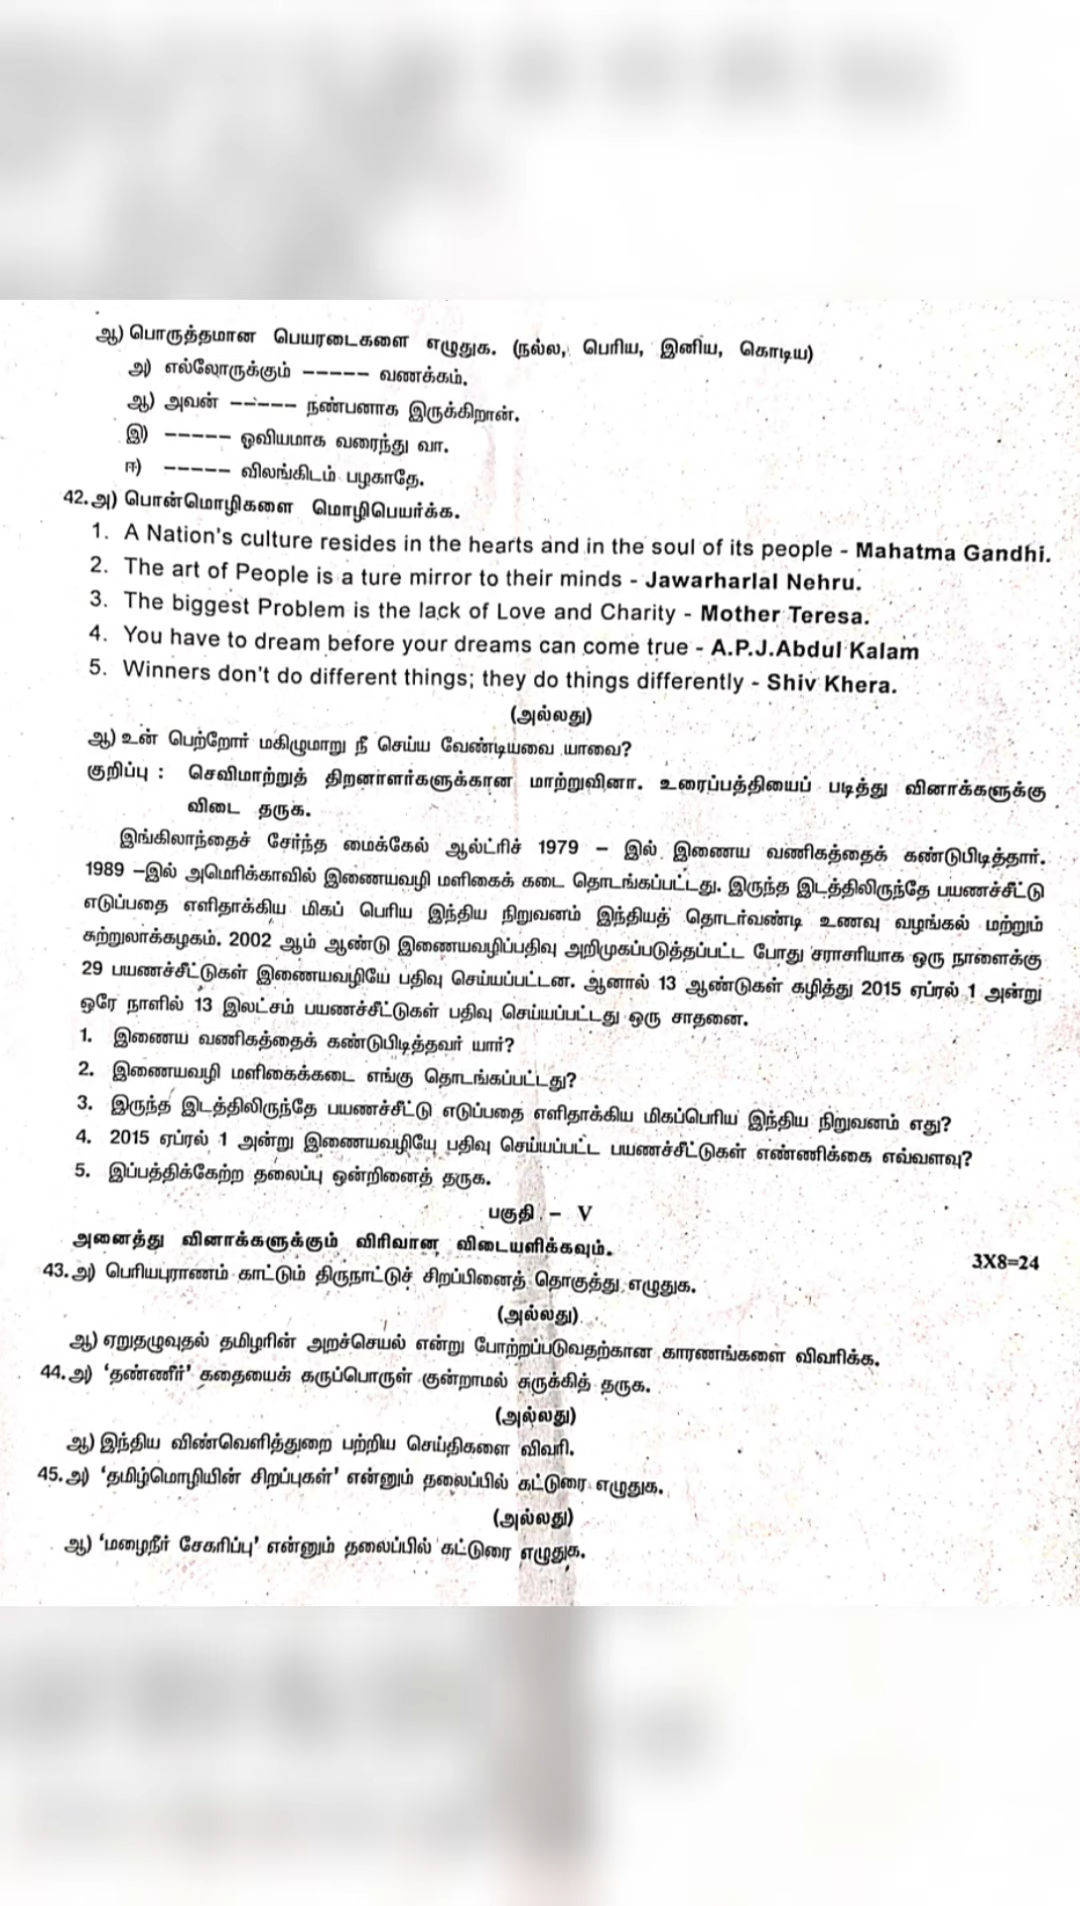 ஆ) பொருத்தமான பெயரடைகளை எழுதுக. (நல்ல, பெரிய, இனிய, கொடிய)
அ) எல்லோருக்கும் ----- வணக்கம்.
ஆ) அவன் ----- நண்பனாக இருக்கிறான்.
இ) ----- ஓவியமாக வரைந்து வா.
ஈ) ----- விலங்கிடம் பழகாதே.
42. அ) பொன்மொழிகளை மொழிபெயர்க்க.
1. A Nation's culture resides in the hearts and in the soul of its people - Mahatma Gandhi.
2. The art of People is a ture mirror to their minds - Jawarharlal Nehru.
3. The biggest Problem is the lack of Love and Charity - Mother Teresa.
4. You have to dream before your dreams can come true - A.P.J.Abdul Kalam
5. Winners don't do different things; they do things differently - Shiv Khera.
(அல்லது)
ஆ) உன் பெற்றோர் மகிழுமாறு நீ செய்ய வேண்டியவை யாவை?
குறிப்பு : செவிமாற்றுத் திறனாளர்களுக்கான மாற்றுவினா. உரைப்பத்தியைப் படித்து வினாக்களுக்கு
விடை தருக.
இங்கிலாந்தைச் சேர்ந்த மைக்கேல் ஆல்ட்ரிச் 1979 – இல் இணைய வணிகத்தைக் கண்டுபிடித்தார்.
1989 –இல் அமெரிக்காவில் இணையவழி மளிகைக் கடை தொடங்கப்பட்டது. இருந்த இடத்திலிருந்தே பயணச்சீட்டு
எடுப்பதை எளிதாக்கிய மிகப் பெரிய இந்திய நிறுவனம் இந்தியத் தொடர்வண்டி உணவு வழங்கல் மற்றும்
சுற்றுலாக்கழகம். 2002 ஆம் ஆண்டு இணையவழிப்பதிவு அறிமுகப்படுத்தப்பட்ட போது சராசரியாக ஒரு நாளைக்கு
29 பயணச்சீட்டுகள் இணையவழியே பதிவு செய்யப்பட்டன. ஆனால் 13 ஆண்டுகள் கழித்து 2015 ஏப்ரல் 1 அன்று
ஒரே நாளில் 13 இலட்சம் பயணச்சீட்டுகள் பதிவு செய்யப்பட்டது ஒரு சாதனை.
1. இணைய வணிகத்தைக் கண்டுபிடித்தவர் யார்?
2. இணையவழி மளிகைக்கடை எங்கு தொடங்கப்பட்டது?
3. இருந்த இடத்திலிருந்தே பயணச்சீட்டு எடுப்பதை எளிதாக்கிய மிகப்பெரிய இந்திய நிறுவனம் எது?
4. 2015 ஏப்ரல் 1 அன்று இணையவழியே பதிவு செய்யப்பட்ட பயணச்சீட்டுகள் எண்ணிக்கை எவ்வளவு?
5. இப்பத்திக்கேற்ற தலைப்பு ஒன்றினைத் தருக.
பகுதி – V
அனைத்து வினாக்களுக்கும் விரிவான விடையளிக்கவும். 3X8=24
43. அ) பெரியபுராணம் காட்டும் திருநாட்டுச் சிறப்பினைத் தொகுத்து எழுதுக.
(அல்லது)
ஆ) ஏறுதழுவுதல் தமிழரின் அறச்செயல் என்று போற்றப்படுவதற்கான காரணங்களை விவரிக்க.
44. அ) 'தண்ணீர்' கதையைக் கருப்பொருள் குன்றாமல் சுருக்கித் தருக.
(அல்லது)
ஆ) இந்திய விண்வெளித்துறை பற்றிய செய்திகளை விவரி.
45. அ) 'தமிழ்மொழியின் சிறப்புகள்' என்னும் தலைப்பில் கட்டுரை எழுதுக.
(அல்லது)
ஆ) 'மழைநீர் சேகரிப்பு' என்னும் தலைப்பில் கட்டுரை எழுதுக.